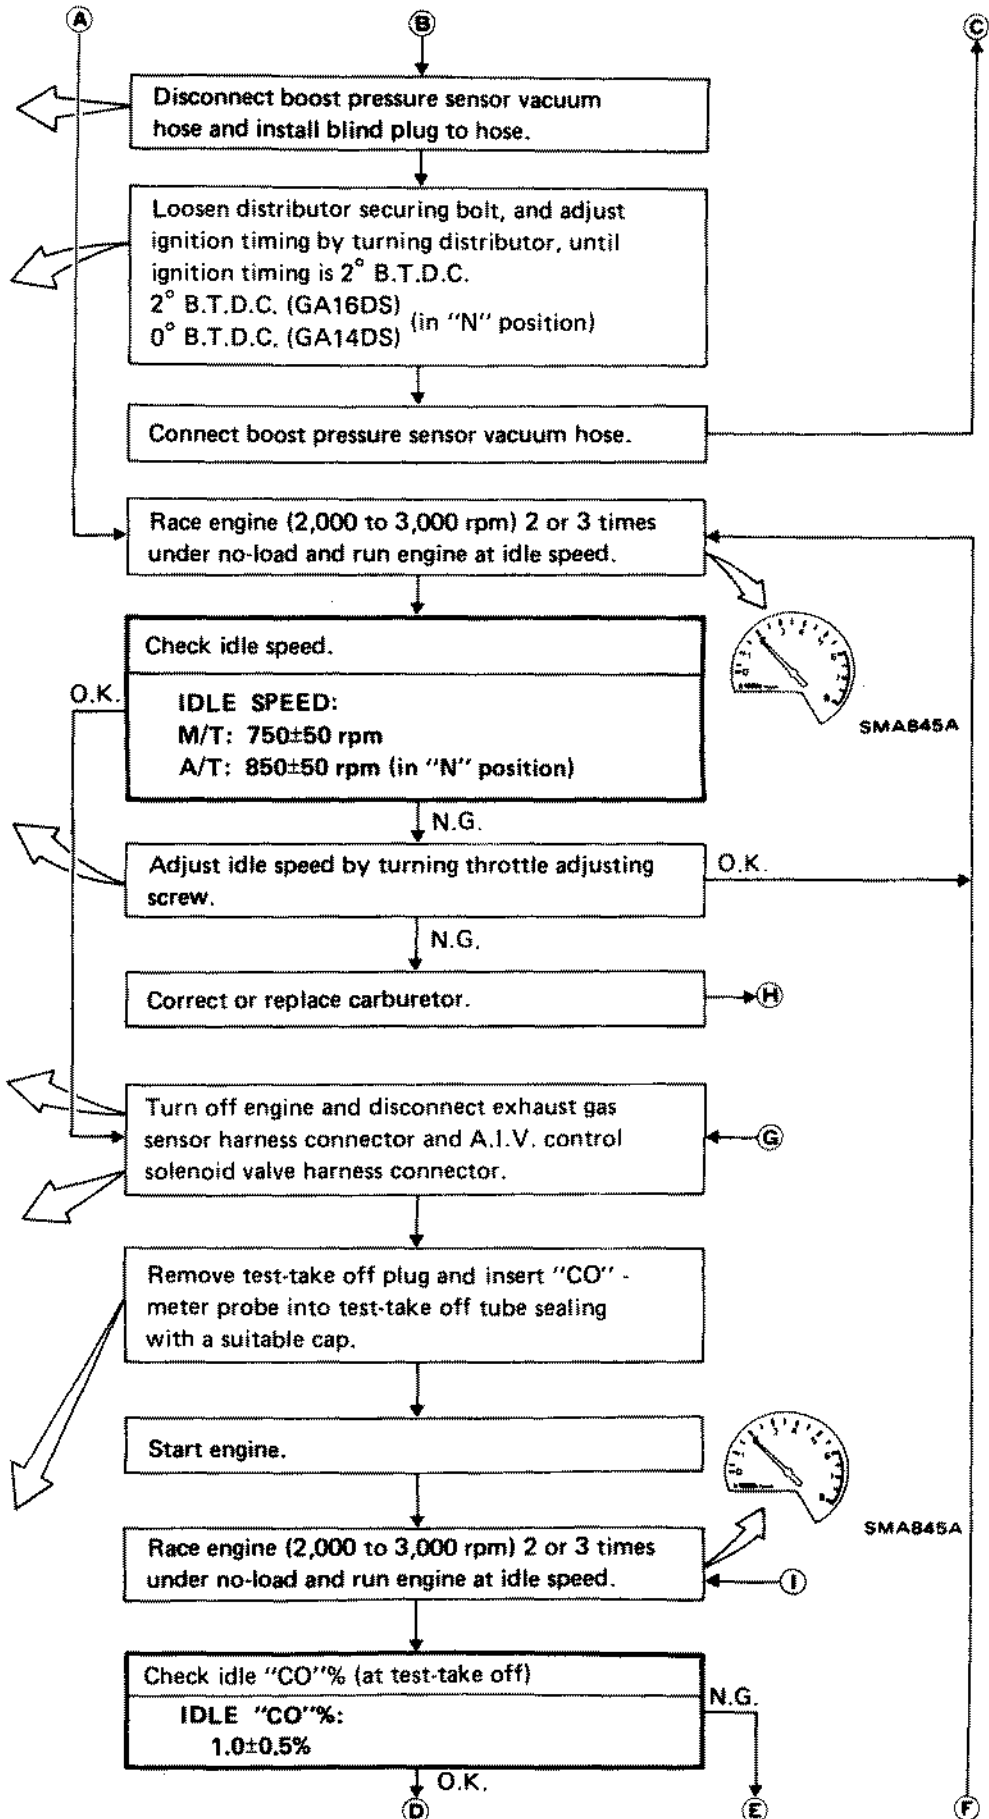 A
B
C
Disconnect boost pressure sensor vacuum
hose and install blind plug to hose.
Loosen distributor securing bolt, and adjust
ignition timing by turning distributor, until
ignition timing is 2° B.T.D.C.
2° B.T.D.C. (GA16DS)
0° B.T.D.C. (GA14DS)
(in "N" position)
Connect boost pressure sensor vacuum hose.
Race engine (2,000 to 3,000 rpm) 2 or 3 times
under no-load and run engine at idle speed.
Check idle speed.
O.K.
IDLE SPEED:
M/T: 750±50 rpm
A/T: 850±50 rpm (in "N" position)
SMA845A
N.G.
Adjust idle speed by turning throttle adjusting
screw.
O.K.
N.G.
Correct or replace carburetor.
H
Turn off engine and disconnect exhaust gas
sensor harness connector and A.I.V. control
solenoid valve harness connector.
G
Remove test-take off plug and insert "CO" -
meter probe into test-take off tube sealing
with a suitable cap.
Start engine.
SMA845A
Race engine (2,000 to 3,000 rpm) 2 or 3 times
under no-load and run engine at idle speed.
I
Check idle "CO"% (at test-take off)
N.G.
IDLE "CO"%:
1.0±0.5%
O.K.
D
E
F